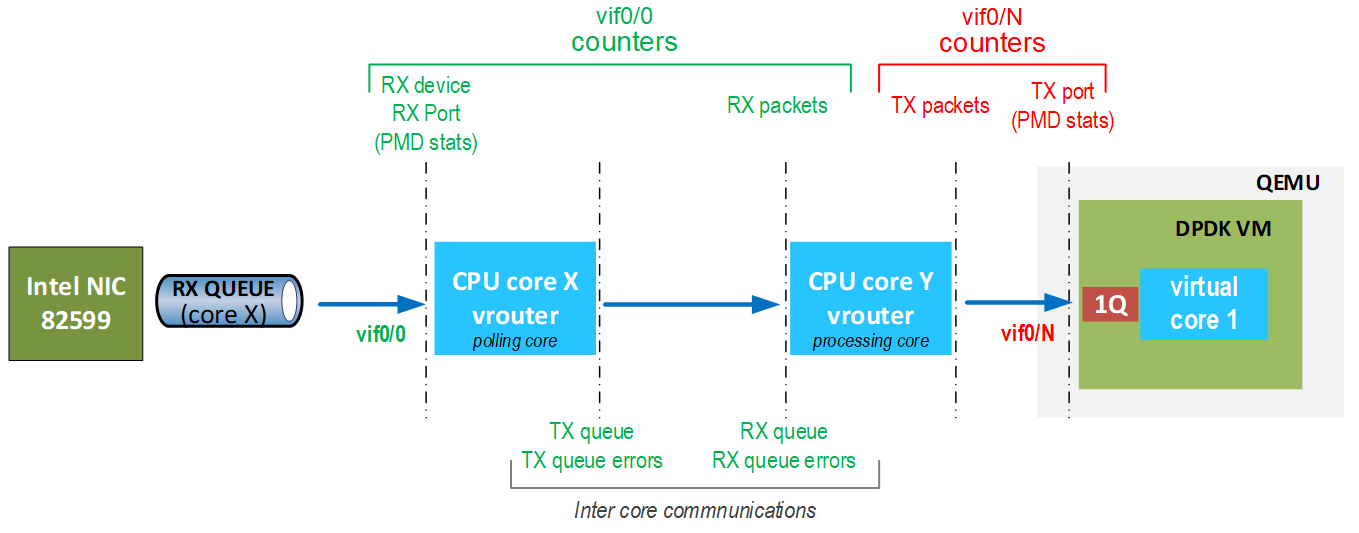 vif0/0
counters
vif0/N
counters
RX device
RX Port
(PMD stats)
RX packets
TX packets
TX port
(PMD stats)
QEMU
DPDK VM
Intel NIC
82599
RX QUEUE
(core X)
vif0/0
CPU core X
vrouter
polling core
CPU core Y
vrouter
processing core
vif0/N
1Q
virtual
core 1
TX queue
TX queue errors
RX queue
RX queue errors
Inter core commnunications